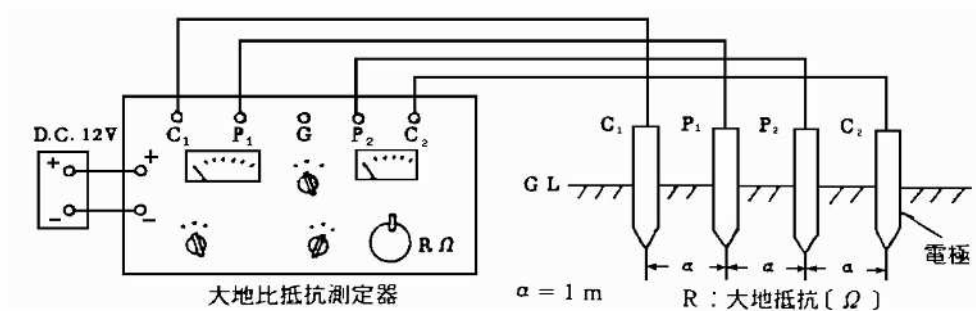 D.C. 12V
+ +
- -
C₁ P₁ G P₂ C₂
R Ω
大地比抵抗測定器
C₁ P₁ P₂ C₂
G L
電極
a a a
a = 1 m
R : 大地抵抗〔 Ω 〕